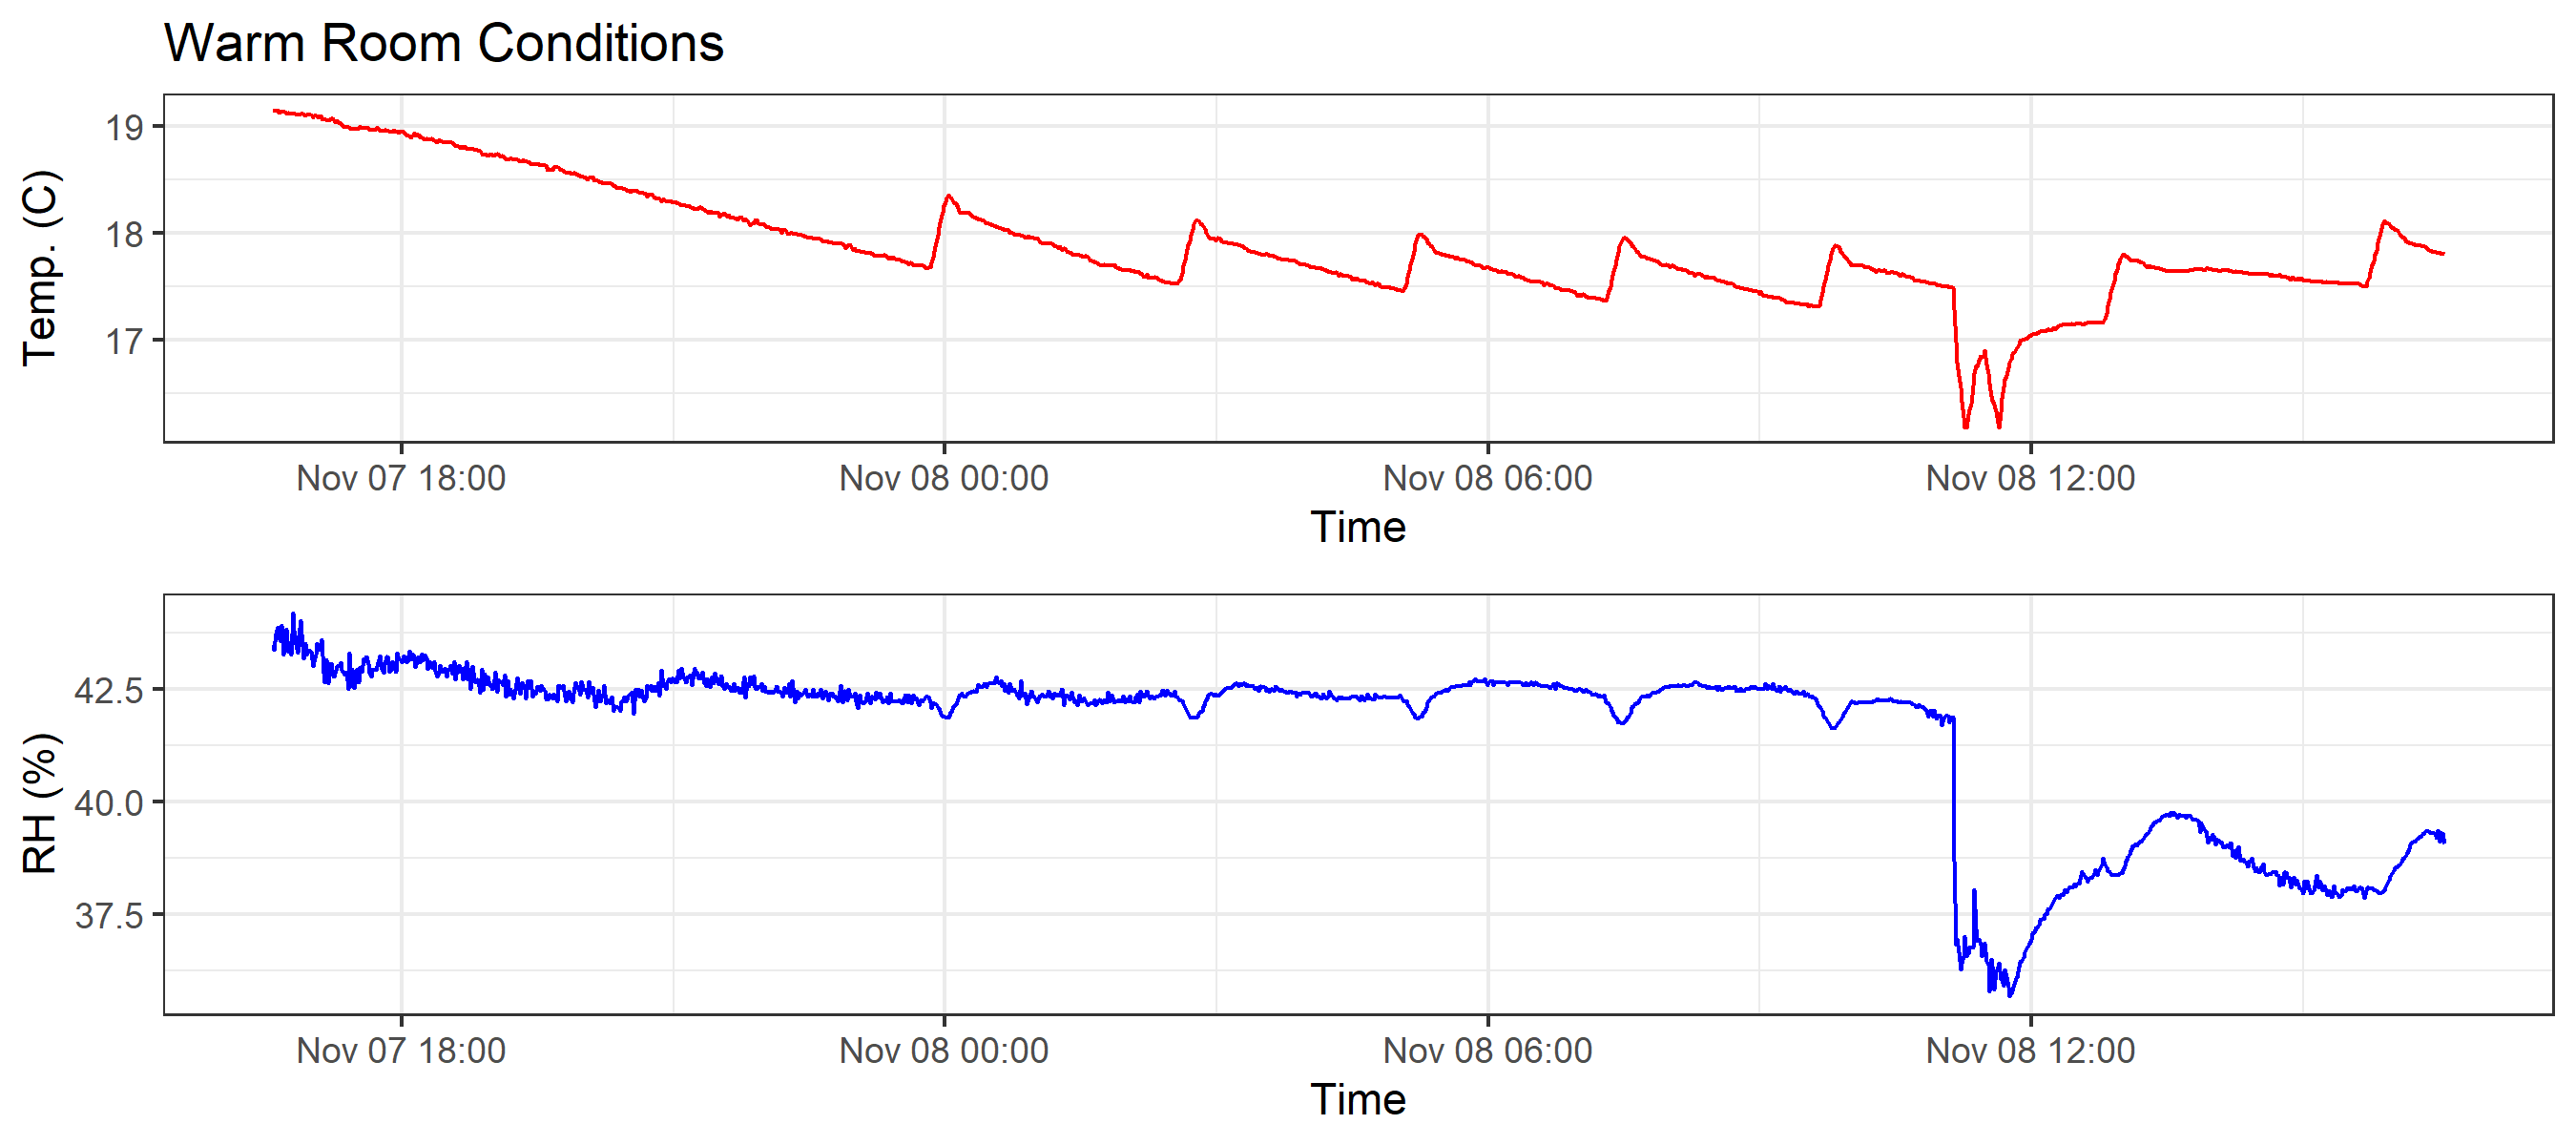 Warm Room Conditions
Temp. (C)
19
18
17
Nov 07 18:00 Nov 08 00:00 Nov 08 06:00 Nov 08 12:00
Time
RH (%)
42.5
40.0
37.5
Nov 07 18:00 Nov 08 00:00 Nov 08 06:00 Nov 08 12:00
Time